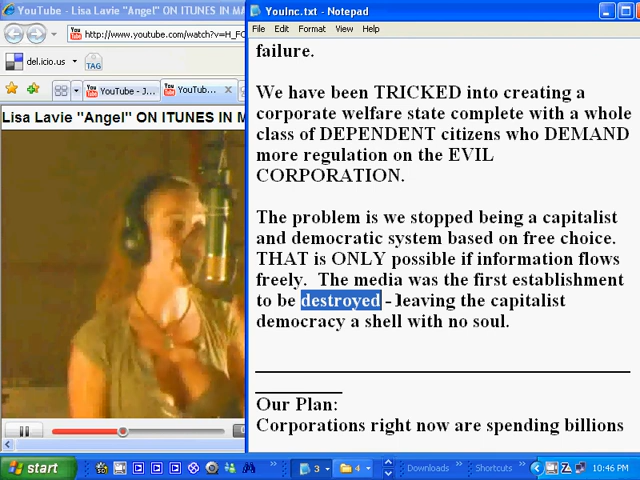 YouTube - Lisa Lavie "Angel" ON ITUNES IN MA
YouInc.txt - Notepad
http://www.youtube.com/watch?v=H_FC
File Edit Format View Help
del.icio.us
TAG
YouTube - J...
YouTub...
Lisa Lavie "Angel" ON ITUNES IN MA
failure.
We have been TRICKED into creating a
corporate welfare state complete with a whole
class of DEPENDENT citizens who DEMAND
more regulation on the EVIL
CORPORATION.
The problem is we stopped being a capitalist
and democratic system based on free choice.
THAT is ONLY possible if information flows
freely. The media was the first establishment
to be destroyed - leaving the capitalist
democracy a shell with no soul.
Our Plan:
Corporations right now are spending billions
start
3
4
Downloads
Shortcuts
10:46 PM